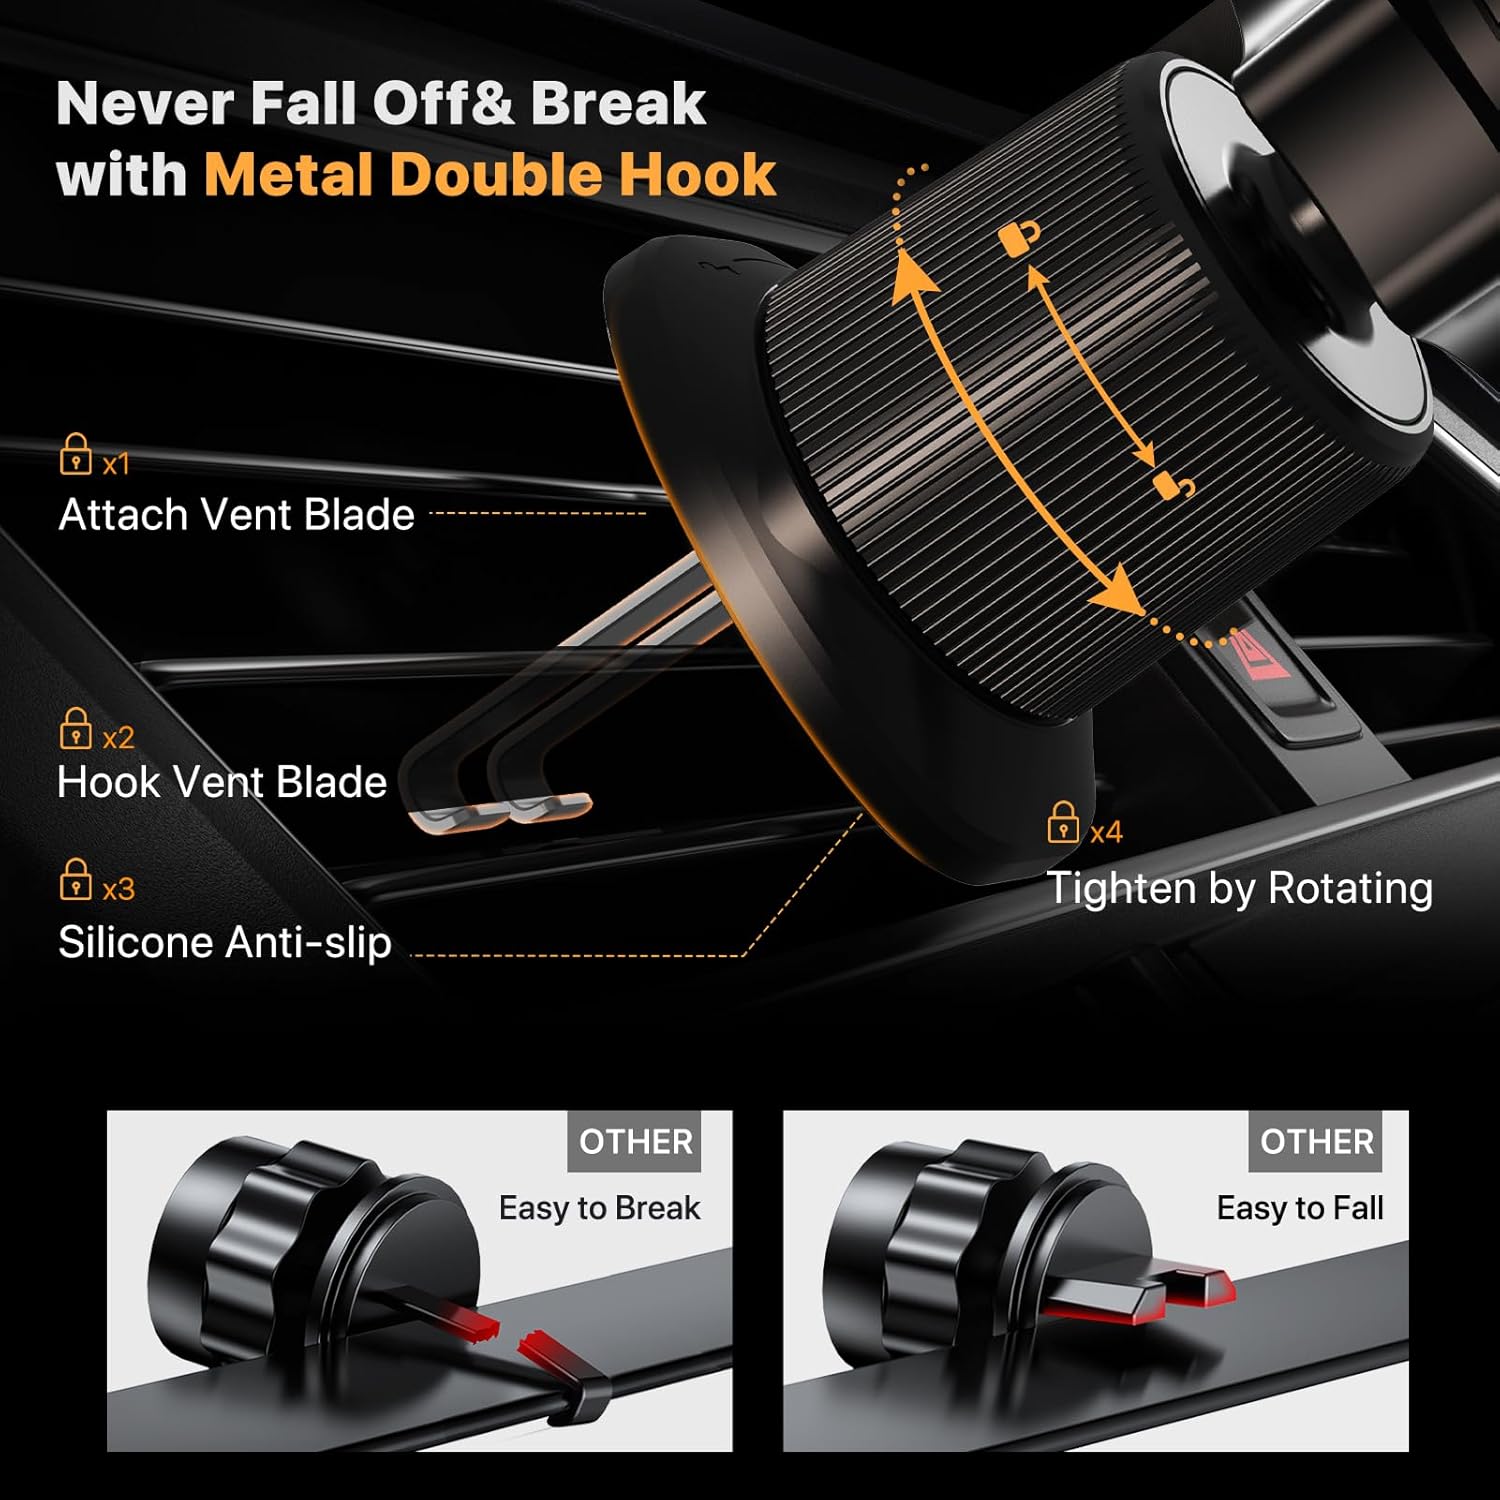 Never Fall Off& Break
with Metal Double Hook
x1
Attach Vent Blade
x2
Hook Vent Blade
x3
Silicone Anti-slip
x4
Tighten by Rotating
OTHER
Easy to Break
OTHER
Easy to Fall